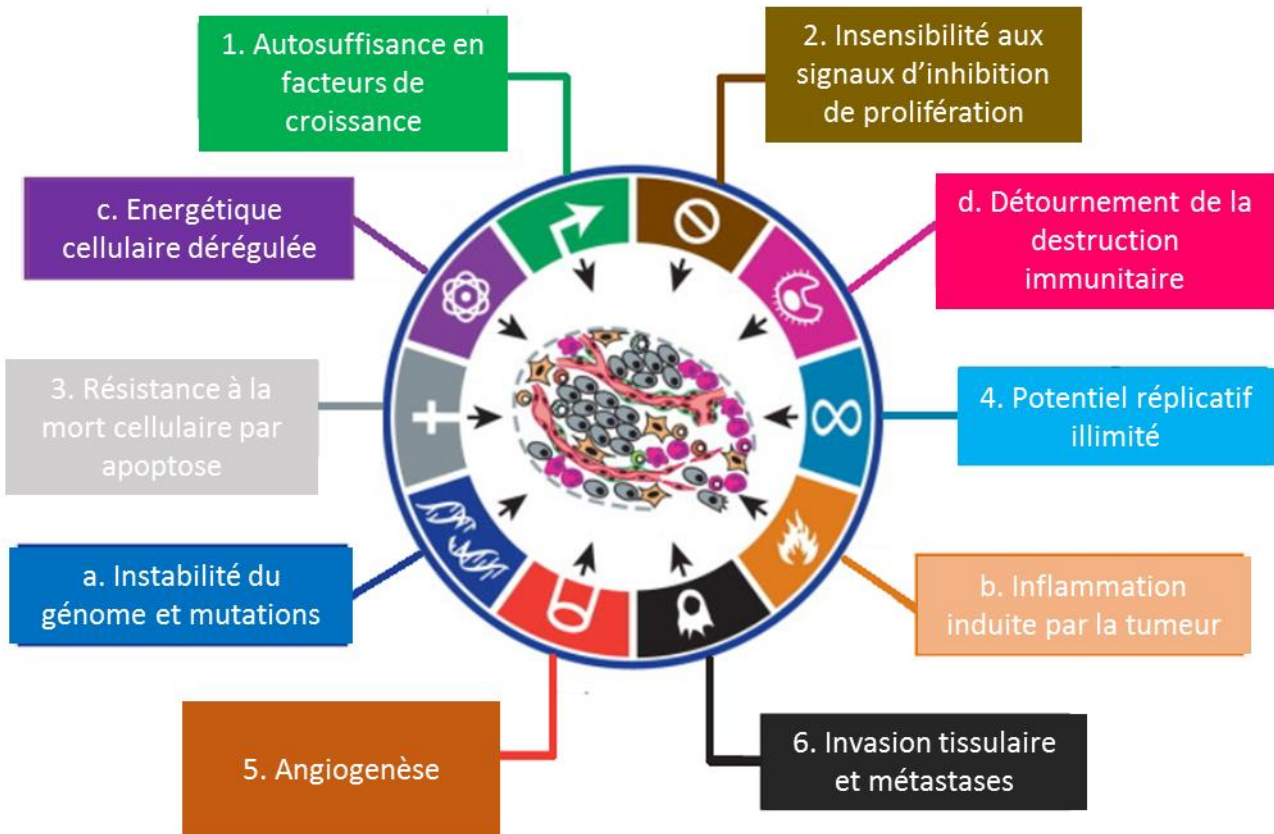 1. Autosuffisance en
facteurs de
croissance
2. Insensibilité aux
signaux d’inhibition
de prolifération
c. Energétique
cellulaire dérégulée
d. Détournement de la
destruction
immunitaire
3. Résistance à la
mort cellulaire par
apoptose
4. Potentiel réplicatif
illimité
a. Instabilité du
génome et mutations
b. Inflammation
induite par la tumeur
5. Angiogenèse
6. Invasion tissulaire
et métastases